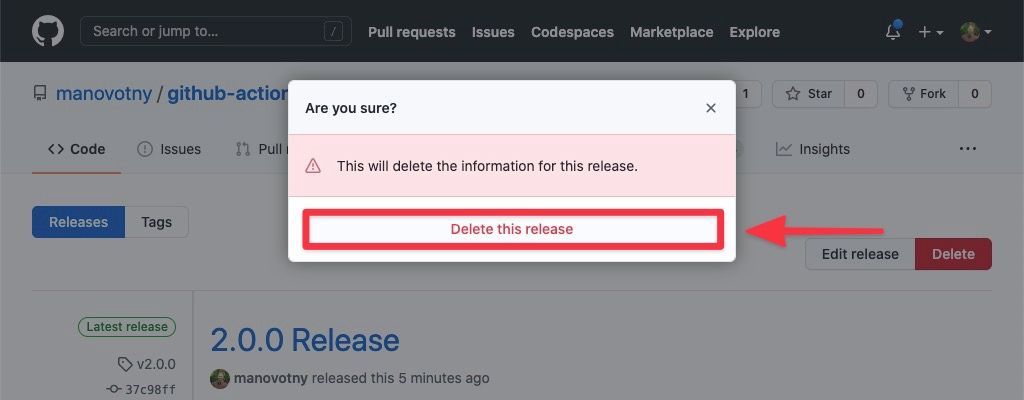 Search or jump to…
/
Pull requests
Issues
Codespaces
Marketplace
Explore
manovotny / github-action
1
Star
0
Fork
0
Are you sure?
This will delete the information for this release.
Delete this release
Code
Issues
Pull
Insights
Releases
Tags
Edit release
Delete
Latest release
v2.0.0
37c98ff
2.0.0 Release
manovotny released this 5 minutes ago